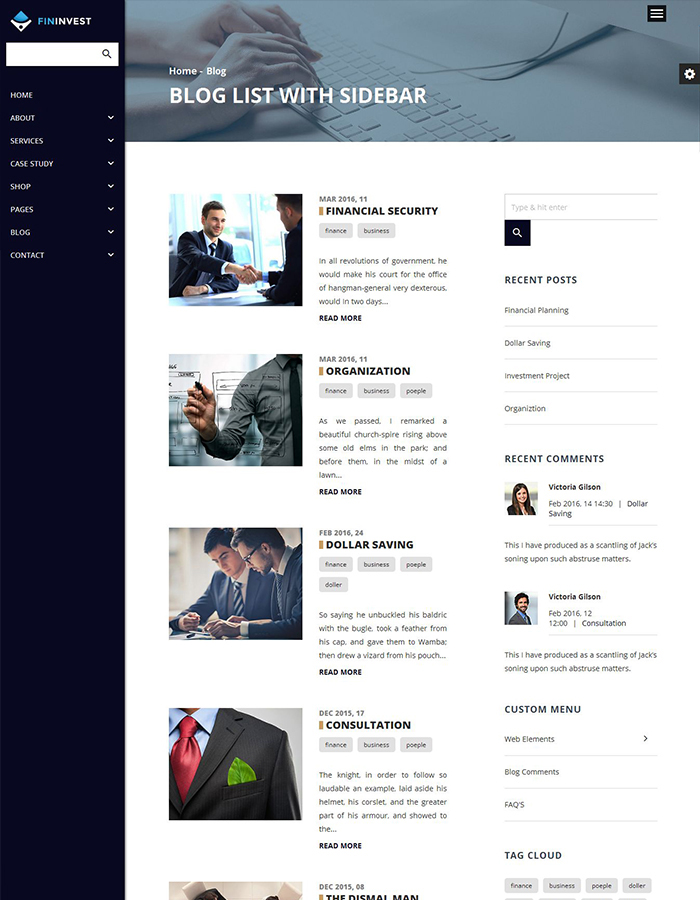 FININVEST
HOME
ABOUT
SERVICES
CASE STUDY
SHOP
PAGES
BLOG
CONTACT
Home - Blog
BLOG LIST WITH SIDEBAR
MAR 2016, 11
FINANCIAL SECURITY
finance business
In all revolutions of government, he
would make his court for the office
of hangman-general very dexterous,
would in two days...
READ MORE
MAR 2016, 11
ORGANIZATION
finance business poeple
As we passed, I remarked a
beautiful church-spire rising above
some old elms in the park; and
before them, in the midst of a
lawn...
READ MORE
FEB 2016, 24
DOLLAR SAVING
finance business poeple
doller
So saying he unbuckled his baldric
with the bugle, took a feather from
his cap, and gave them to Wamba;
then drew a vizard from his pouch...
READ MORE
DEC 2015, 17
CONSULTATION
finance business poeple
The knight, in order to follow so
laudable an example, laid aside his
helmet, his corslet, and the greater
part of his armour, and showed to
the...
READ MORE
DEC 2015, 08
THE DISMAL MAN
Type & hit enter
RECENT POSTS
Financial Planning
Dollar Saving
Investment Project
Organiztion
RECENT COMMENTS
Victoria Gilson
Feb 2016, 14 14:30 | Dollar
Saving
This I have produced as a scantling of Jack's
soning upon such abstruse matters.
Victoria Gilson
Feb 2016, 12
12:00 | Consultation
This I have produced as a scantling of Jack's
soning upon such abstruse matters.
CUSTOM MENU
Web Elements
Blog Comments
FAQ'S
TAG CLOUD
finance business poeple doller